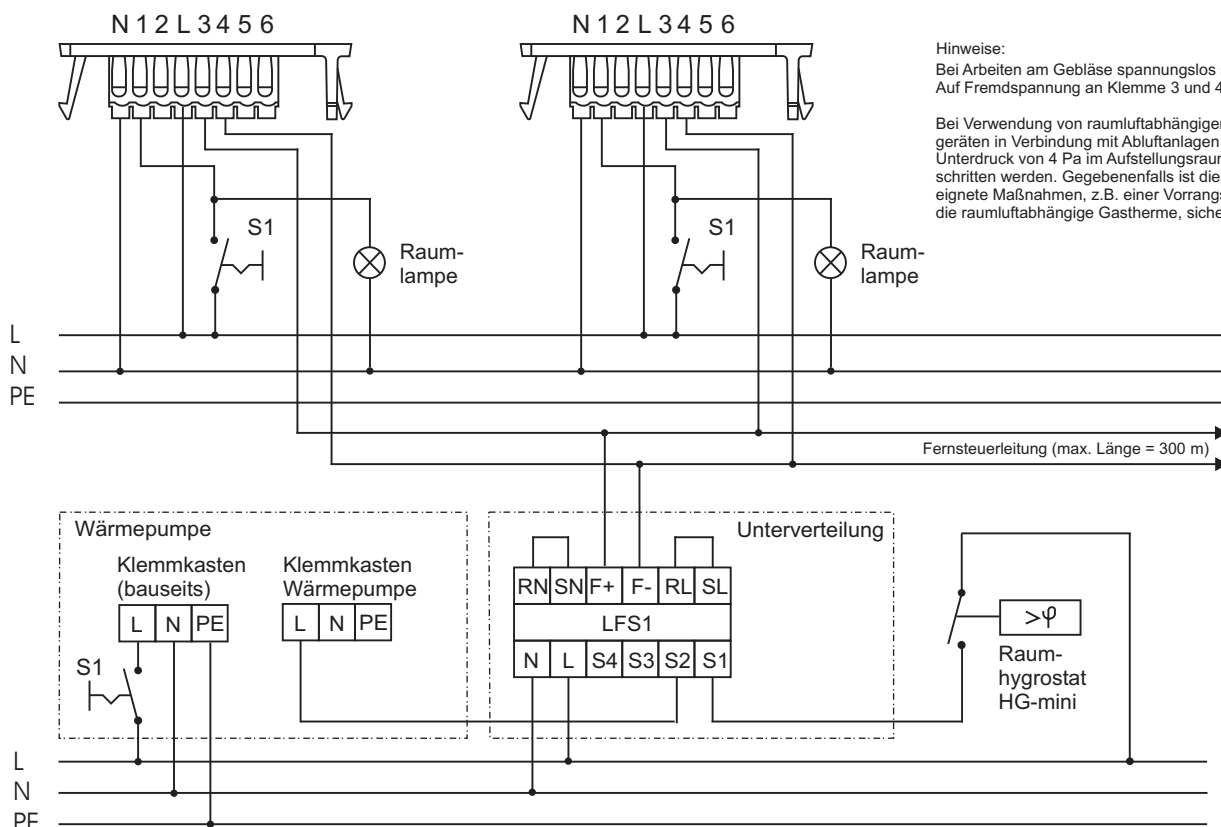 N 1 2 L 3 4 5 6
N 1 2 L 3 4 5 6
Hinweise:
Bei Arbeiten am Gebläse spannungslos
Auf Fremdspannung an Klemme 3 und 4
Bei Verwendung von raumluftabhängigen
geräten in Verbindung mit Abluftanlagen
Unterdruck von 4 Pa im Aufstellungsraum
schritten werden. Gegebenenfalls ist die
eignete Maßnahmen, z.B. einer Vorrangs
die raumluftabhängige Gastherme, siche
S1
Raum-
lampe
S1
Raum-
lampe
L
N
PE
Fernsteuerleitung (max. Länge = 300 m)
Wärmepumpe
Klemmkasten
(bauseits)
L N PE
S1
Klemmkasten
Wärmepumpe
L N PE
Unterverteilung
RN SN F+ F- RL SL
LFS1
N L S4 S3 S2 S1
>φ
Raum-
hygrostat
HG-mini
L
N
PE